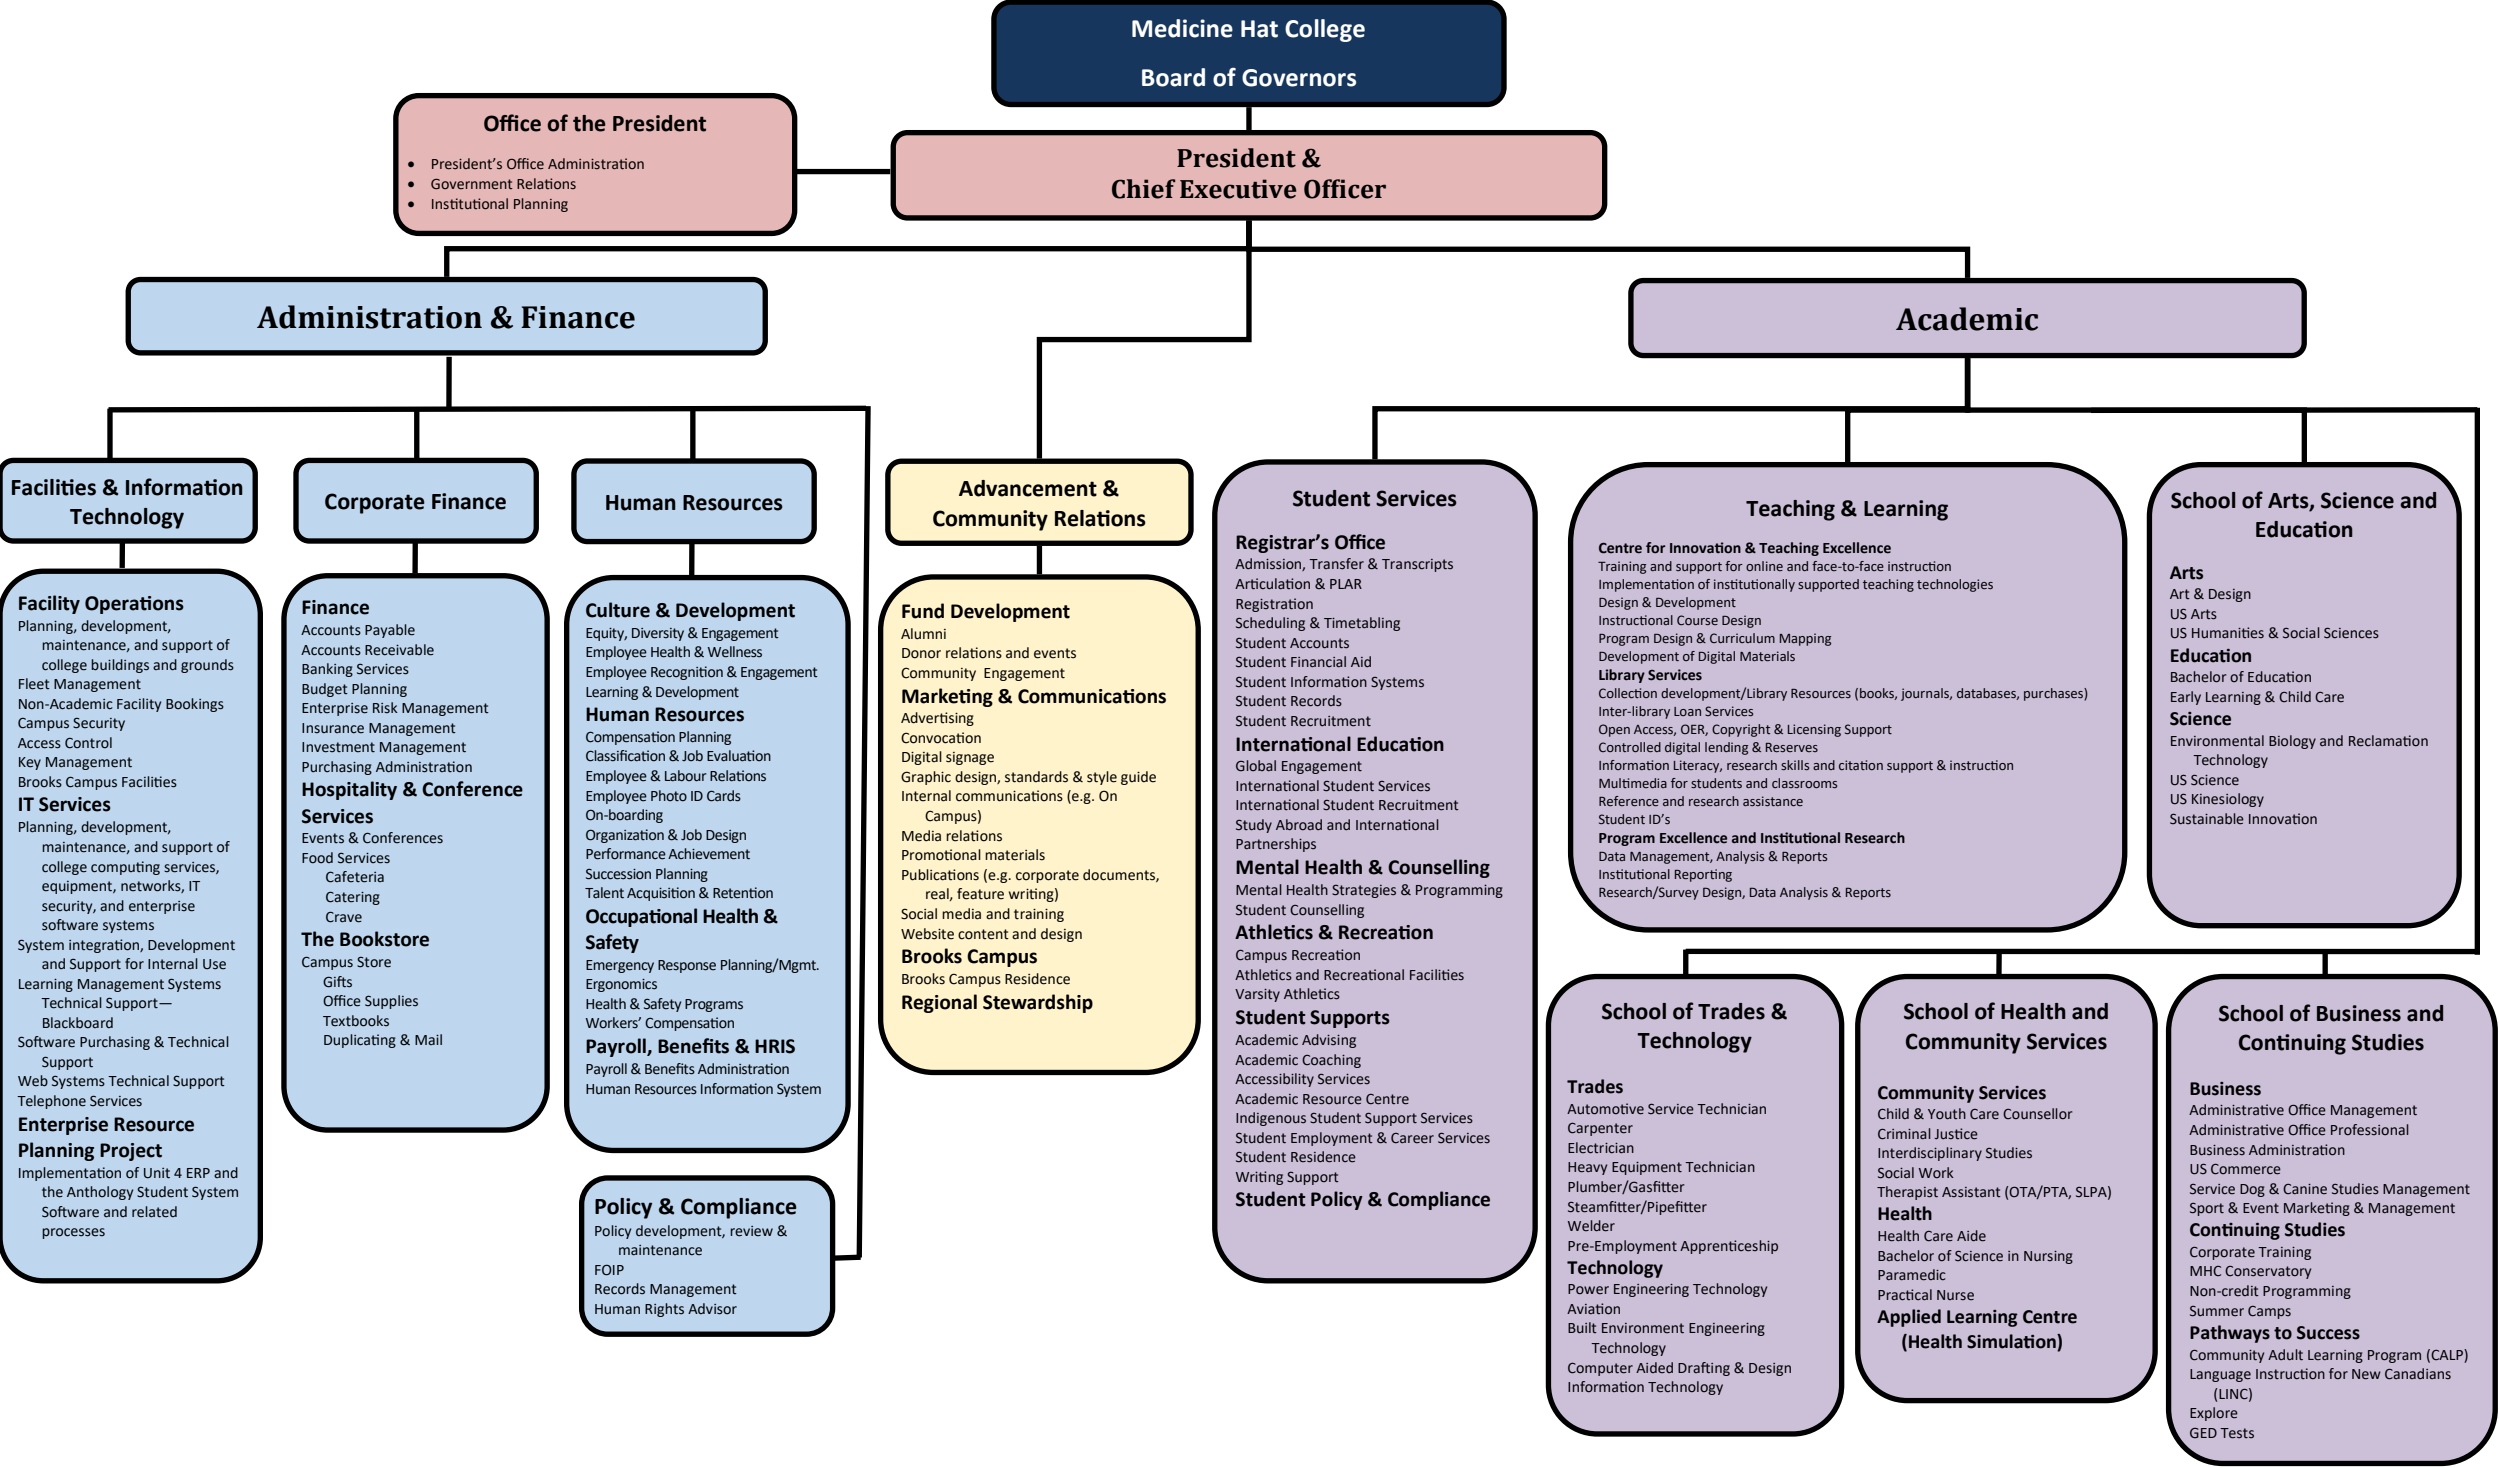 Medicine Hat College
Board of Governors
Office of the President
• President’s Office Administration
• Government Relations
• Institutional Planning
President &
Chief Executive Officer
Administration & Finance
Academic
Facilities & Information
Technology
Facility Operations
Planning, development,
maintenance, and support of
college buildings and grounds
Fleet Management
Non-Academic Facility Bookings
Campus Security
Access Control
Key Management
Brooks Campus Facilities
IT Services
Planning, development,
maintenance, and support of
college computing services,
equipment, networks, IT
security, and enterprise
software systems
System integration, Development
and Support for Internal Use
Learning Management Systems
Technical Support—
Blackboard
Software Purchasing & Technical
Support
Web Systems Technical Support
Telephone Services
Enterprise Resource
Planning Project
Implementation of Unit 4 ERP and
the Anthology Student System
Software and related
processes
Corporate Finance
Finance
Accounts Payable
Accounts Receivable
Banking Services
Budget Planning
Enterprise Risk Management
Insurance Management
Investment Management
Purchasing Administration
Hospitality & Conference
Services
Events & Conferences
Food Services
Cafeteria
Catering
Crave
The Bookstore
Campus Store
Gifts
Office Supplies
Textbooks
Duplicating & Mail
Human Resources
Culture & Development
Equity, Diversity & Engagement
Employee Health & Wellness
Employee Recognition & Engagement
Learning & Development
Human Resources
Compensation Planning
Classification & Job Evaluation
Employee & Labour Relations
Employee Photo ID Cards
On-boarding
Organization & Job Design
Performance Achievement
Succession Planning
Talent Acquisition & Retention
Occupational Health &
Safety
Emergency Response Planning/Mgmt.
Ergonomics
Health & Safety Programs
Workers’ Compensation
Payroll, Benefits & HRIS
Payroll & Benefits Administration
Human Resources Information System
Policy & Compliance
Policy development, review &
maintenance
FOIP
Records Management
Human Rights Advisor
Advancement &
Community Relations
Fund Development
Alumni
Donor relations and events
Community Engagement
Marketing & Communications
Advertising
Convocation
Digital signage
Graphic design, standards & style guide
Internal communications (e.g. On
Campus)
Media relations
Promotional materials
Publications (e.g. corporate documents,
real, feature writing)
Social media and training
Website content and design
Brooks Campus
Brooks Campus Residence
Regional Stewardship
Student Services
Registrar’s Office
Admission, Transfer & Transcripts
Articulation & PLAR
Registration
Scheduling & Timetabling
Student Accounts
Student Financial Aid
Student Information Systems
Student Records
Student Recruitment
International Education
Global Engagement
International Student Services
International Student Recruitment
Study Abroad and International
Partnerships
Mental Health & Counselling
Mental Health Strategies & Programming
Student Counselling
Athletics & Recreation
Campus Recreation
Athletics and Recreational Facilities
Varsity Athletics
Student Supports
Academic Advising
Academic Coaching
Accessibility Services
Academic Resource Centre
Indigenous Student Support Services
Student Employment & Career Services
Student Residence
Writing Support
Student Policy & Compliance
Teaching & Learning
Centre for Innovation & Teaching Excellence
Training and support for online and face-to-face instruction
Implementation of institutionally supported teaching technologies
Design & Development
Instructional Course Design
Program Design & Curriculum Mapping
Development of Digital Materials
Library Services
Collection development/Library Resources (books, journals, databases, purchases)
Inter-library Loan Services
Open Access, OER, Copyright & Licensing Support
Controlled digital lending & Reserves
Information Literacy, research skills and citation support & instruction
Multimedia for students and classrooms
Reference and research assistance
Student ID’s
Program Excellence and Institutional Research
Data Management, Analysis & Reports
Institutional Reporting
Research/Survey Design, Data Analysis & Reports
School of Arts, Science and
Education
Arts
Art & Design
US Arts
US Humanities & Social Sciences
Education
Bachelor of Education
Early Learning & Child Care
Science
Environmental Biology and Reclamation
Technology
US Science
US Kinesiology
Sustainable Innovation
School of Trades &
Technology
Trades
Automotive Service Technician
Carpenter
Electrician
Heavy Equipment Technician
Plumber/Gasfitter
Steamfitter/Pipefitter
Welder
Pre-Employment Apprenticeship
Technology
Power Engineering Technology
Aviation
Built Environment Engineering
Technology
Computer Aided Drafting & Design
Information Technology
School of Health and
Community Services
Community Services
Child & Youth Care Counsellor
Criminal Justice
Interdisciplinary Studies
Social Work
Therapist Assistant (OTA/PTA, SLPA)
Health
Health Care Aide
Bachelor of Science in Nursing
Paramedic
Practical Nurse
Applied Learning Centre
(Health Simulation)
School of Business and
Continuing Studies
Business
Administrative Office Management
Administrative Office Professional
Business Administration
US Commerce
Service Dog & Canine Studies Management
Sport & Event Marketing & Management
Continuing Studies
Corporate Training
MHC Conservatory
Non-credit Programming
Summer Camps
Pathways to Success
Community Adult Learning Program (CALP)
Language Instruction for New Canadians
(LINC)
Explore
GED Tests